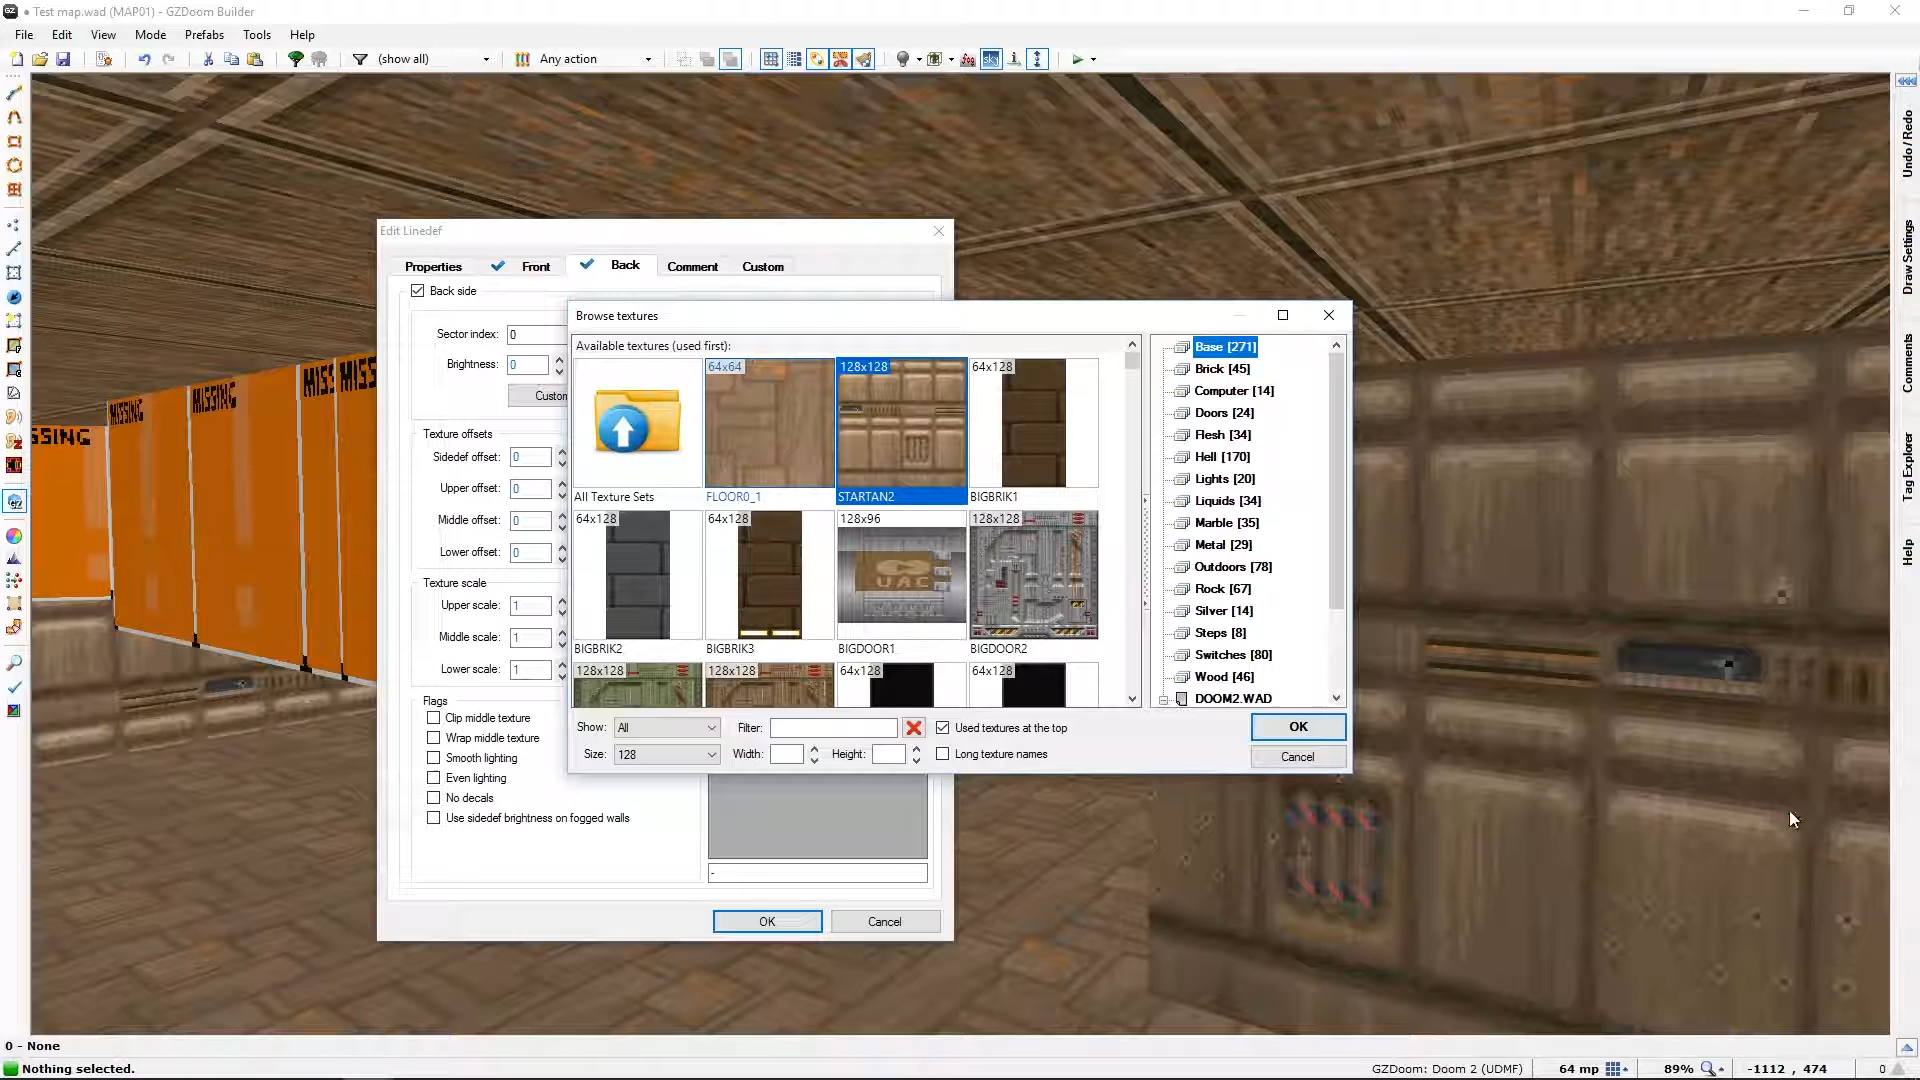 • Test map.wad (MAP01) - GZDoom Builder
File Edit View Mode Prefabs Tools Help
(show all)
Any action
fog
sky
MISSING
MISSING
MISS
MISS
SSING
Undo / Redo
Draw Settings
Comments
Tag Explorer
Help
Edit Linedef
Properties
Front
Back
Comment
Custom
Back side
Sector index: 0
Brightness: 0
Custom
Texture offsets
Sidedef offset: 0
Upper offset: 0
Middle offset: 0
Lower offset: 0
Texture scale
Upper scale: 1
Middle scale: 1
Lower scale: 1
Flags
Clip middle texture
Wrap middle texture
Smooth lighting
Even lighting
No decals
Use sidedef brightness on fogged walls
-
OK
Cancel
Browse textures
Available textures (used first):
64x64
128x128
64x128
All Texture Sets
FLOOR0_1
STARTAN2
BIGBRIK1
64x128
64x128
128x96
128x128
UAC
BIGBRIK2
BIGBRIK3
BIGDOOR1
BIGDOOR2
128x128
128x128
64x128
64x128
Base [271]
Brick [45]
Computer [14]
Doors [24]
Flesh [34]
Hell [170]
Lights [20]
Liquids [34]
Marble [35]
Metal [29]
Outdoors [78]
Rock [67]
Silver [14]
Steps [8]
Switches [80]
Wood [46]
DOOM2.WAD
Show: All
Filter:
Used textures at the top
OK
Size: 128
Width:
Height:
Long texture names
Cancel
0 - None
Nothing selected.
GZDoom: Doom 2 (UDMF)
64 mp
89%
-1112 , 474
0